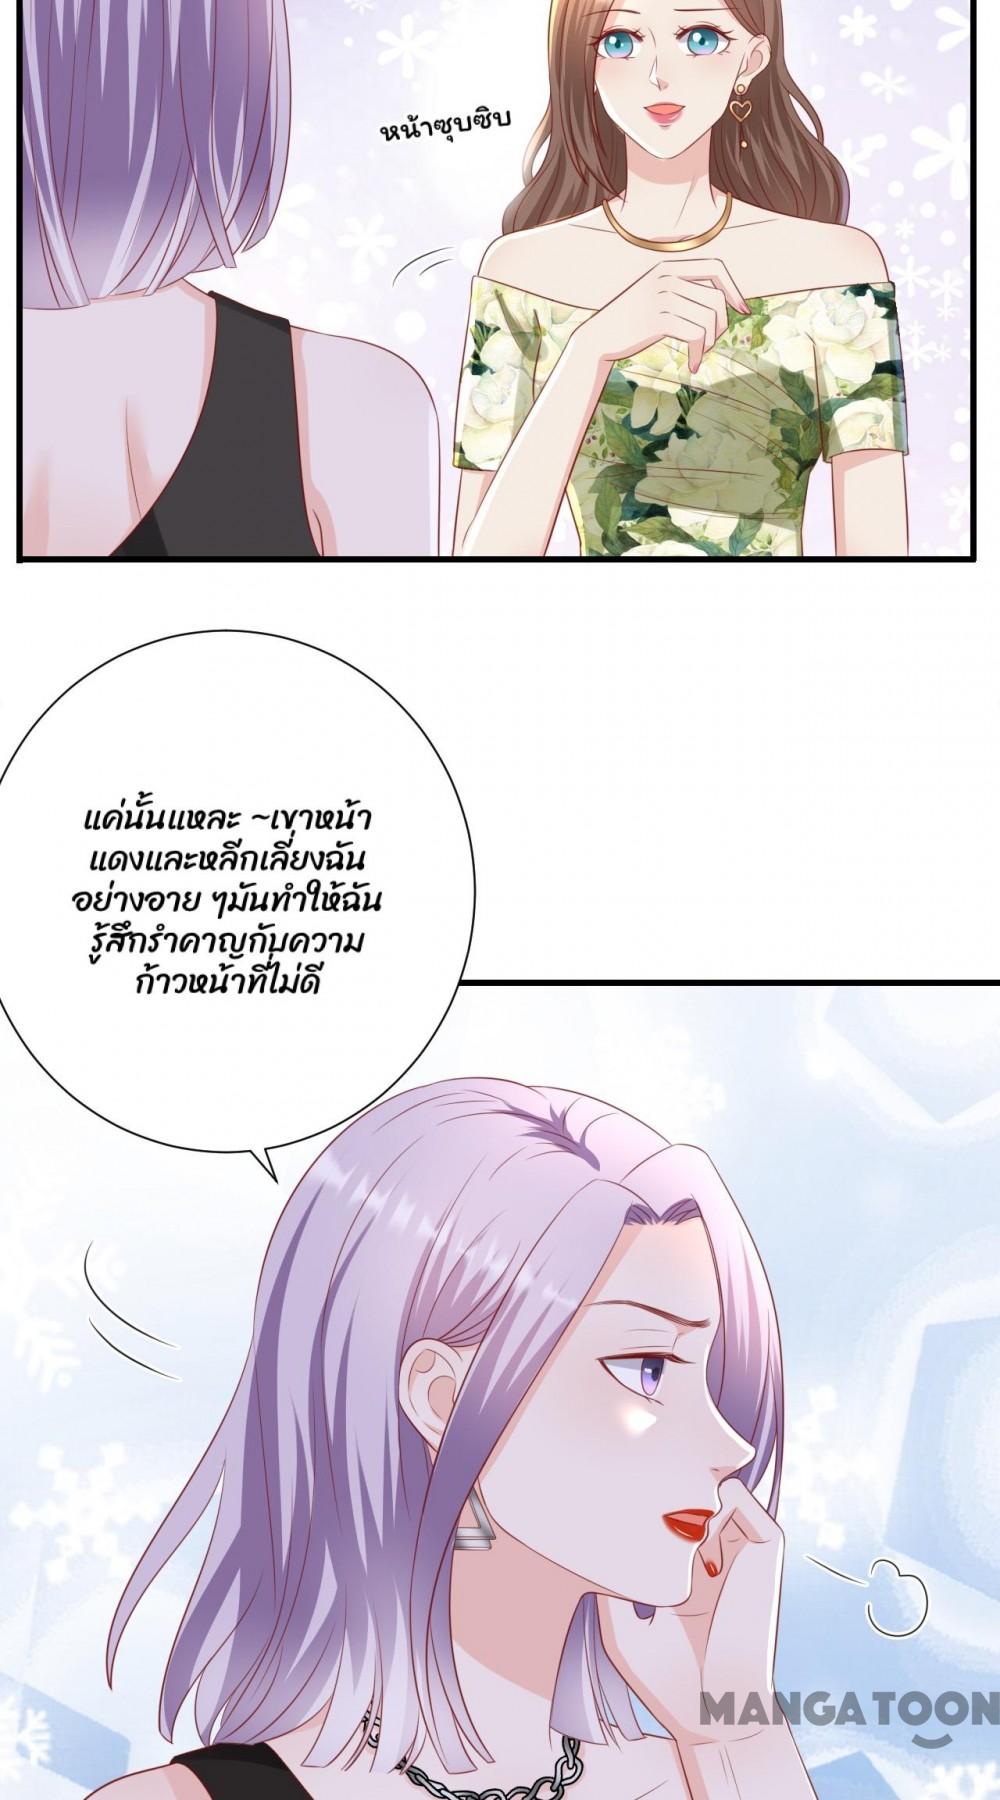 หน้าซุบซิบ
แค่นั้นแหละ ~เขาหน้า
แดงและหลีกเลี่ยงฉัน
อย่างอาย ๆมันทำให้ฉัน
รู้สึกรำคาญกับความ
ก้าวหน้าที่ไม่ดี
MANGATOON